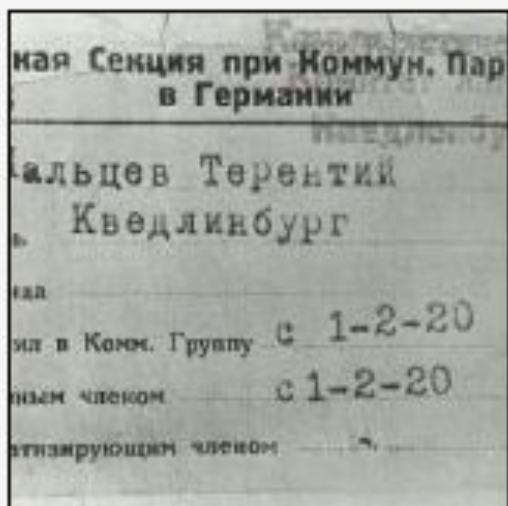 ная Секция при Коммун. Пар
в Германии
альцев Терентий
Кведлинбург
ил в Комм. Группу с 1-2-20
ным членом с 1-2-20
атизирующим членом